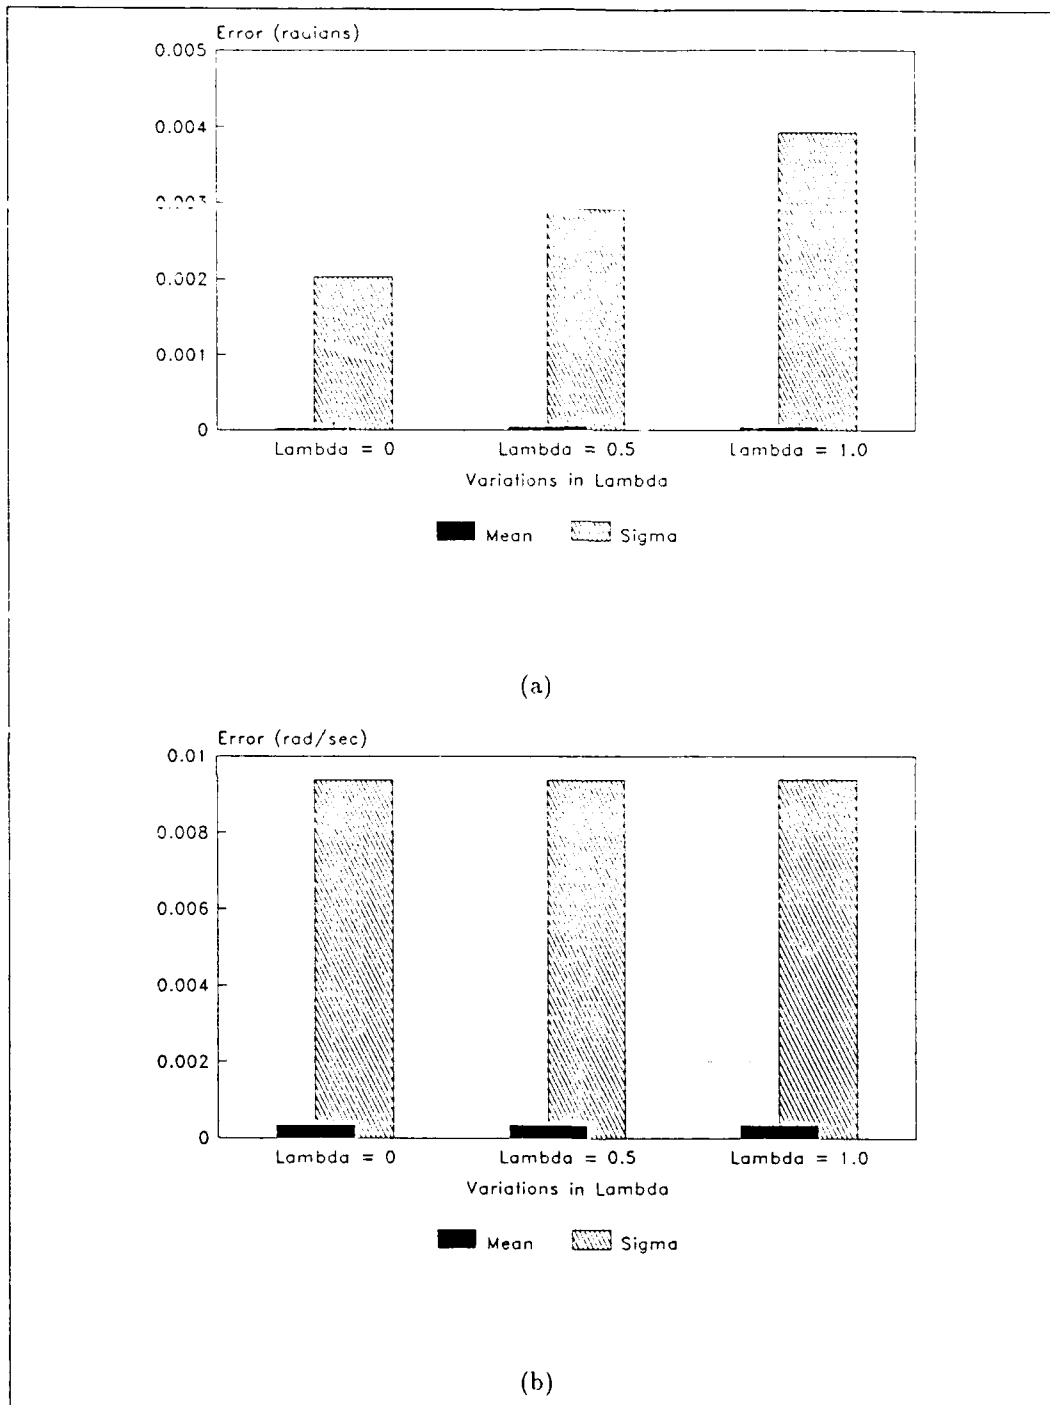 Error (radians)
0.005
0.004
0.003
0.002
0.001
0
Lambda = 0 Lambda = 0.5 Lambda = 1.0
Variations in Lambda
Mean Sigma
(a)
Error (rad/sec)
0.01
0.008
0.006
0.004
0.002
0
Lambda = 0 Lambda = 0.5 Lambda = 1.0
Variations in Lambda
Mean Sigma
(b)